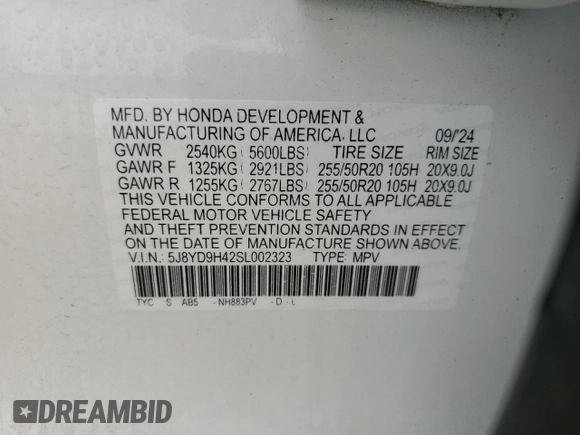 MFD. BY HONDA DEVELOPMENT &
MANUFACTURING OF AMERICA, LLC 09/'24
GVWR 2540KG( 5600LBS) TIRE SIZE RIM SIZE
GAWR F 1325KG( 2921LBS) 255/50R20 105H 20X9.0J
GAWR R 1255KG( 2767LBS) 255/50R20 105H 20X9.0J
THIS VEHICLE CONFORMS TO ALL APPLICABLE
FEDERAL MOTOR VEHICLE SAFETY
AND THEFT PREVENTION STANDARDS IN EFFECT
ON THE DATE OF MANUFACTURE SHOWN ABOVE.
V.I.N.: 5J8YD9H42SL002323 TYPE: MPV
TYC S AB5 -NH883PV -D-
DREAMBID